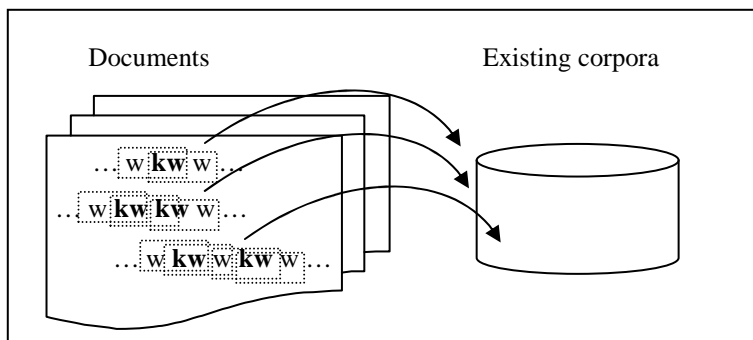 Documents Existing corpora
… w kw w …
… w kw kw w …
… w kw w kw w …